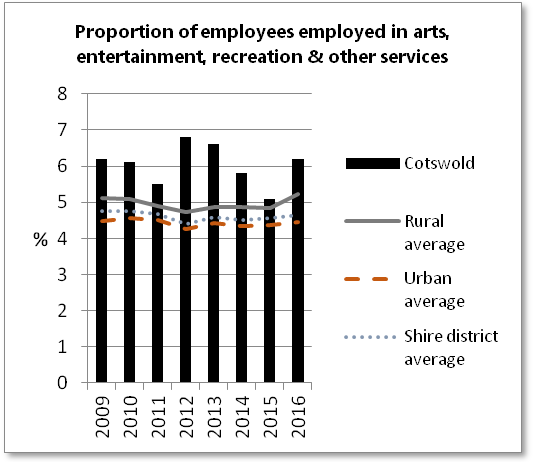 Proportion of employees employed in arts,
entertainment, recreation & other services
8
7
6
5
4
3
2
1
0
%
2009
2010
2011
2012
2013
2014
2015
2016
Cotswold
Rural
average
Urban
average
Shire district
average